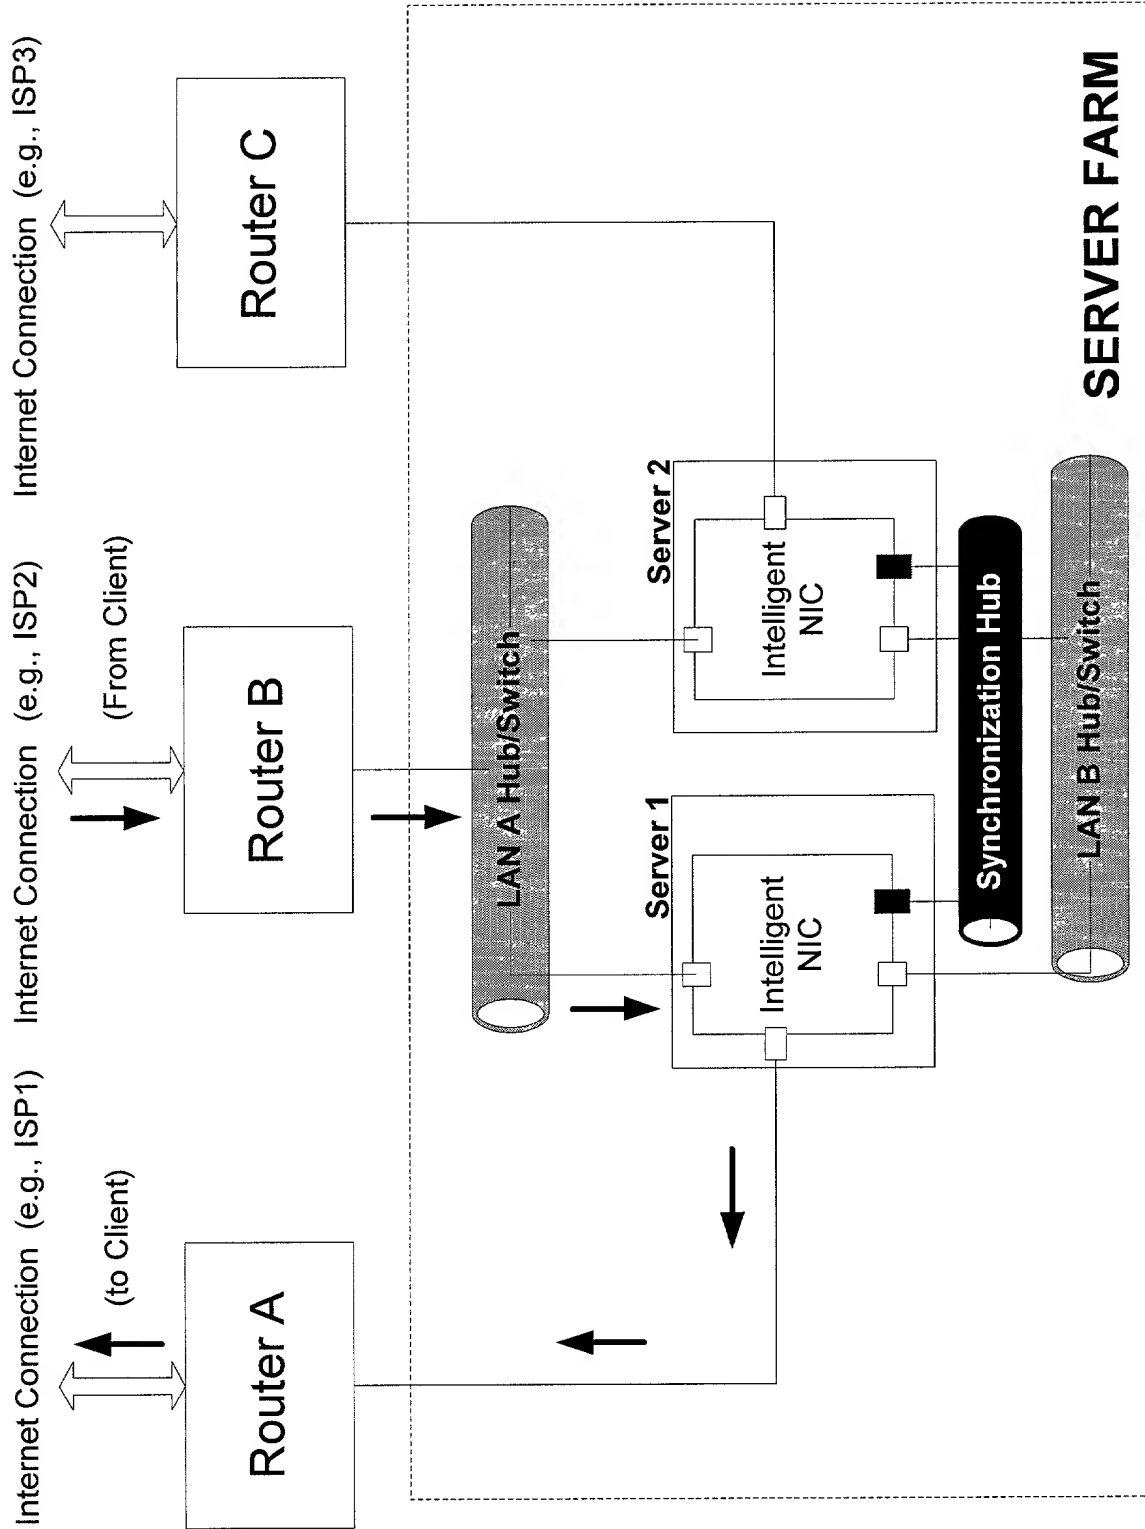 Internet Connection (e.g., ISP1)
Internet Connection (e.g., ISP2)
Internet Connection (e.g., ISP3)
(to Client)
(From Client)
Router A
Router B
Router C
LAN A Hub/Switch
Server 1
Server 2
Intelligent
NIC
Intelligent
NIC
Synchronization Hub
LAN B Hub/Switch
SERVER FARM